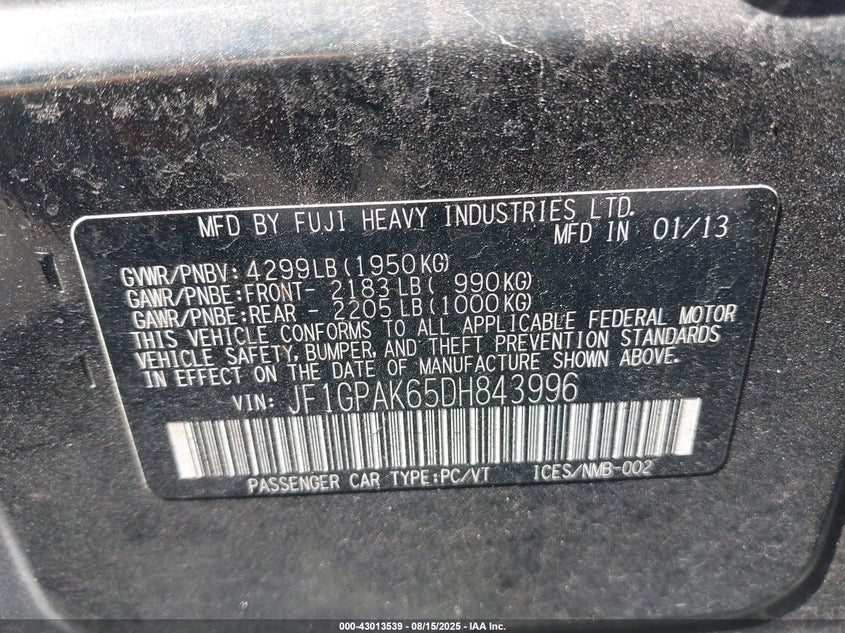 MFD BY FUJI HEAVY INDUSTRIES LTD.
MFD IN 01/13
GVWR/PNBV: 4299LB (1950KG)
GAWR/PNBE:FRONT- 2183LB ( 990KG)
GAWR/PNBE:REAR - 2205LB (1000KG)
THIS VEHICLE CONFORMS TO ALL APPLICABLE FEDERAL MOTOR
VEHICLE SAFETY, BUMPER, AND THEFT PREVENTION STANDARDS
IN EFFECT ON THE DATE OF MANUFACTURE SHOWN ABOVE.
VIN: JF1GPAK65DH843996
PASSENGER CAR TYPE:PC/VT ICES/NMB-002
000-43013539 - 08/15/2025 - IAA Inc.